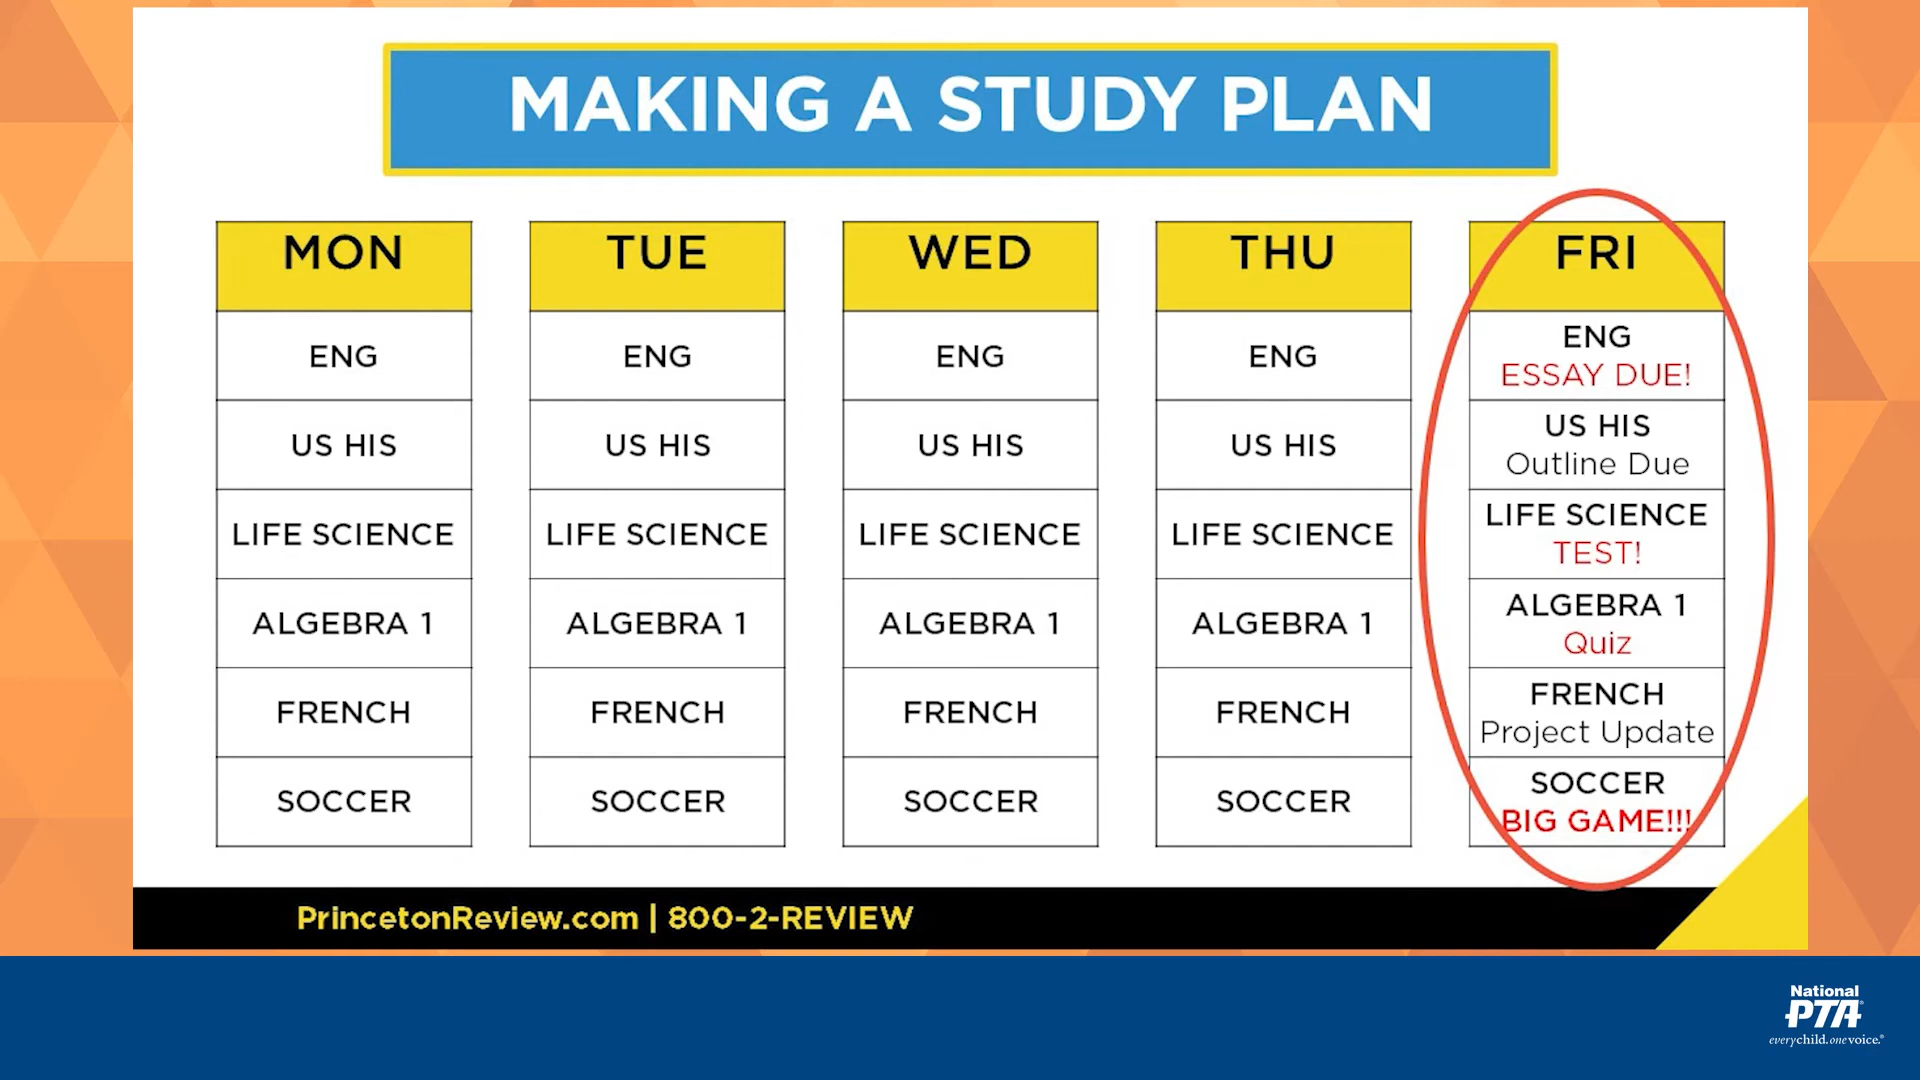 MAKING A STUDY PLAN
MON
ENG
US HIS
LIFE SCIENCE
ALGEBRA 1
FRENCH
SOCCER
TUE
ENG
US HIS
LIFE SCIENCE
ALGEBRA 1
FRENCH
SOCCER
WED
ENG
US HIS
LIFE SCIENCE
ALGEBRA 1
FRENCH
SOCCER
THU
ENG
US HIS
LIFE SCIENCE
ALGEBRA 1
FRENCH
SOCCER
FRI
ENG
ESSAY DUE!
US HIS
Outline Due
LIFE SCIENCE
TEST!
ALGEBRA 1
Quiz
FRENCH
Project Update
SOCCER
BIG GAME!!!
PrincetonReview.com | 800-2-REVIEW
National
PTA®
everychild.onevoice.®